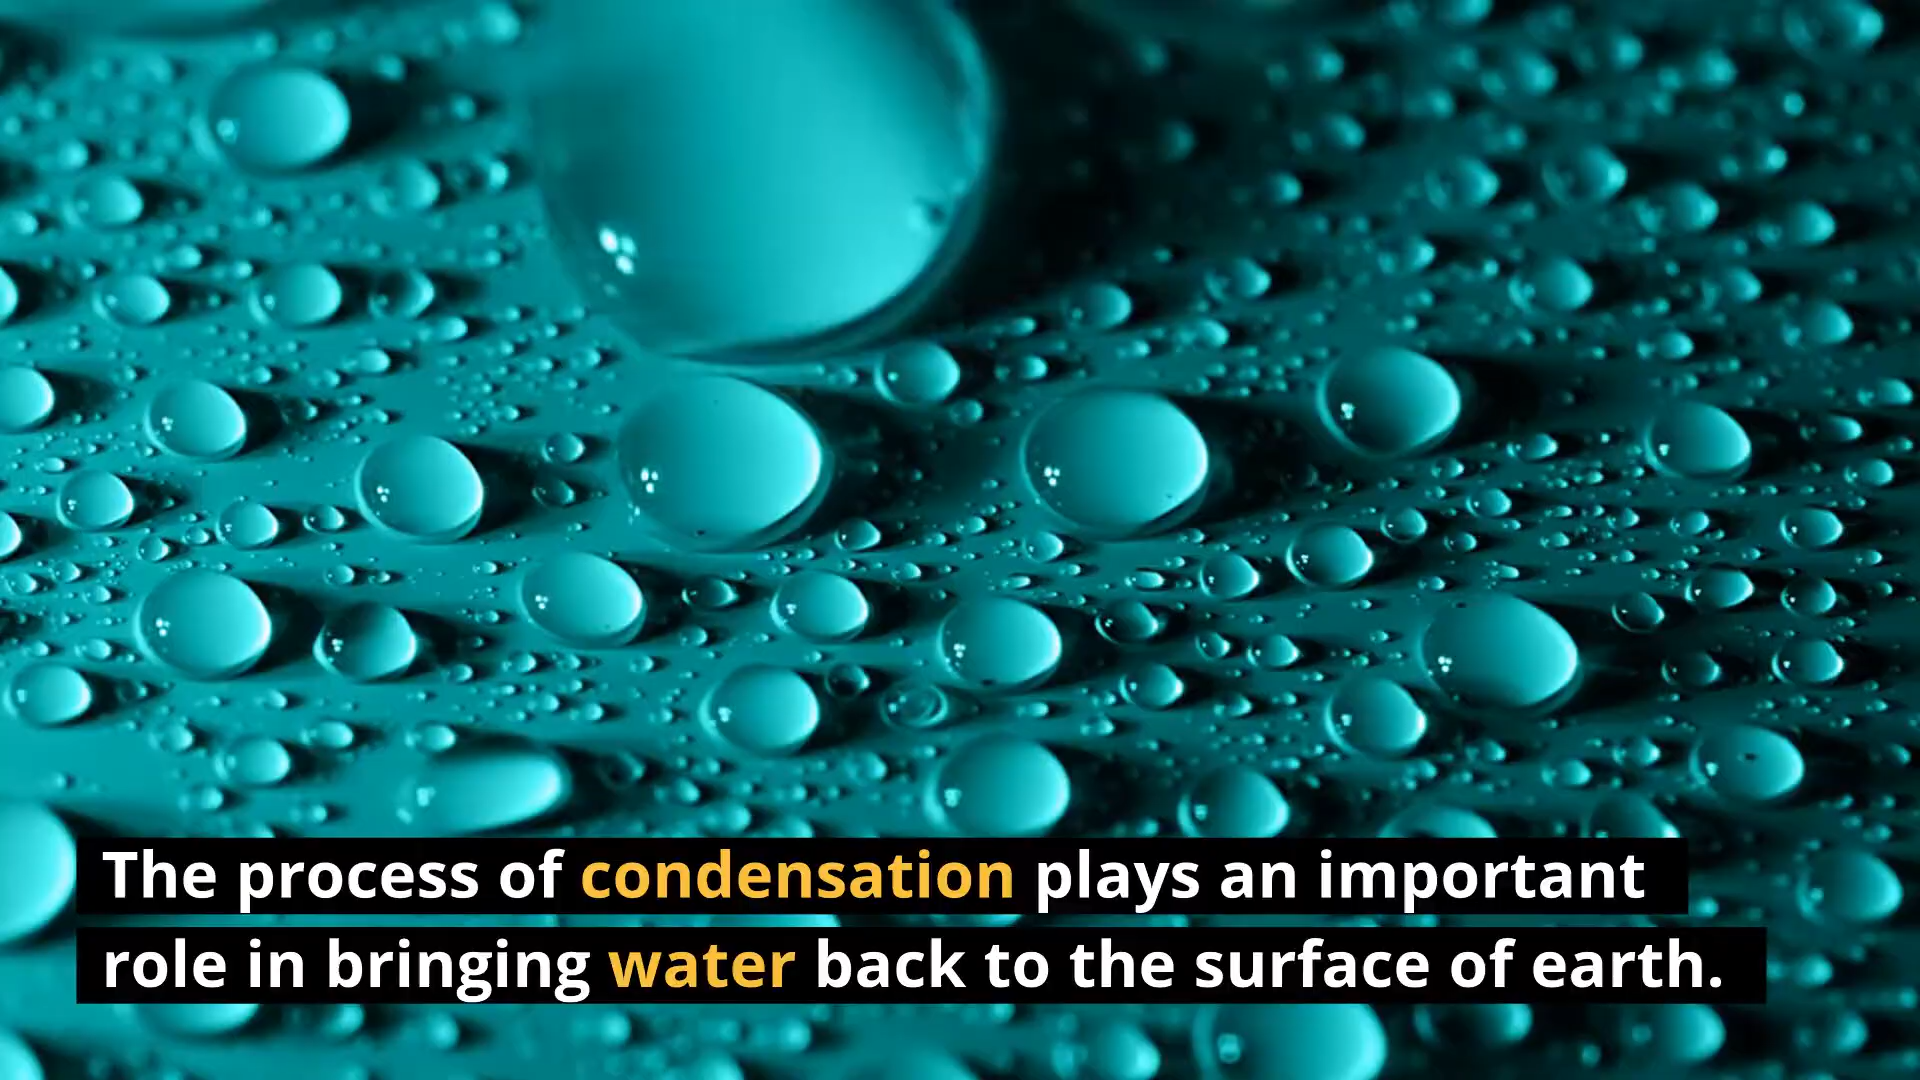 The process of condensation plays an important
role in bringing water back to the surface of earth.